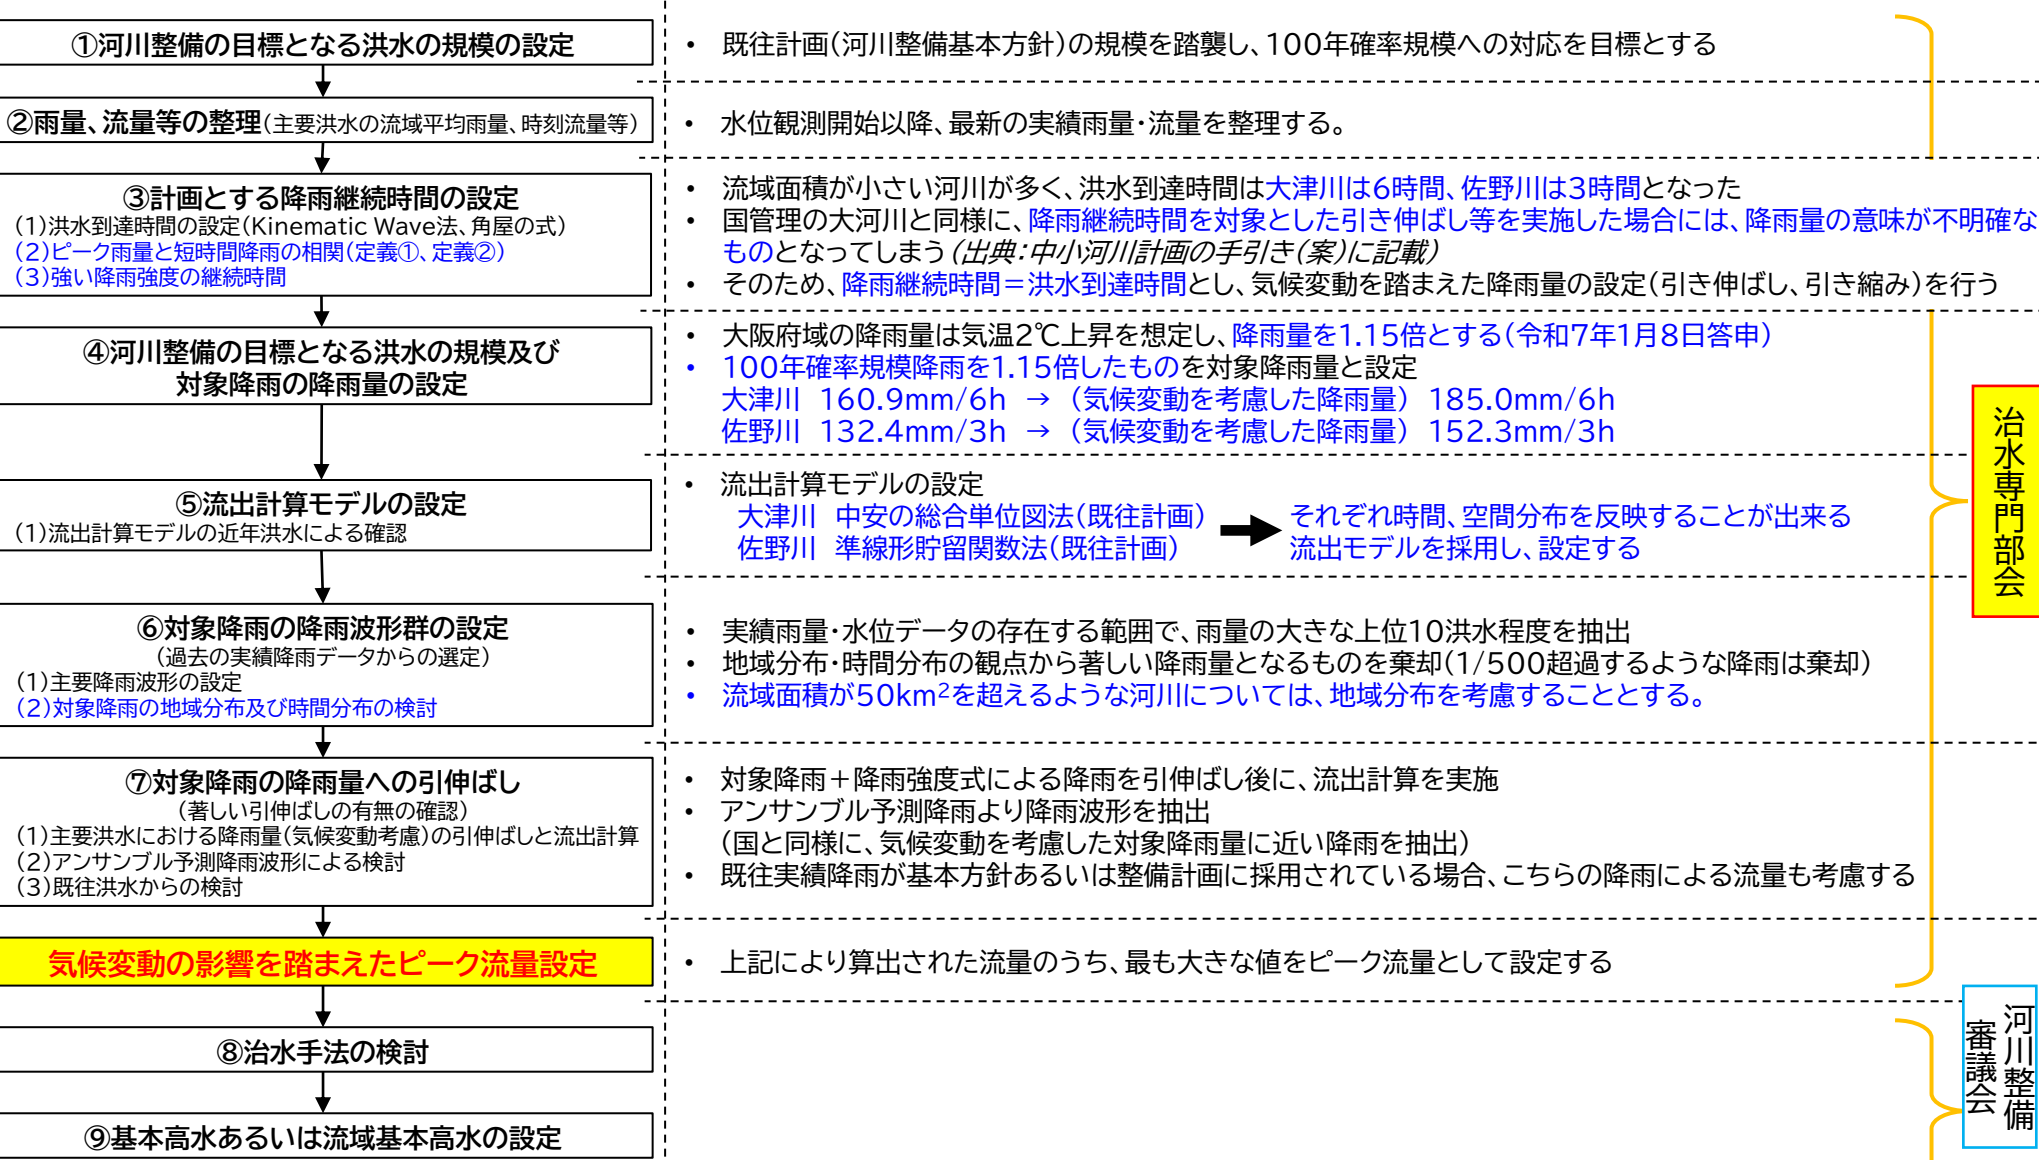 ①河川整備の目標となる洪水の規模の設定
・ 既往計画(河川整備基本方針)の規模を踏襲し、100年確率規模への対応を目標とする
②雨量、流量等の整理(主要洪水の流域平均雨量、時刻流量等)
・ 水位観測開始以降、最新の実績雨量・流量を整理する。
③計画とする降雨継続時間の設定
(1)洪水到達時間の設定(Kinematic Wave法、角屋の式)
(2)ピーク雨量と短時間降雨の相関(定義①、定義②)
(3)強い降雨強度の継続時間
・ 流域面積が小さい河川が多く、洪水到達時間は大津川は6時間、佐野川は3時間となった
・ 国管理の大河川と同様に、降雨継続時間を対象とした引き伸ばし等を実施した場合には、降雨量の意味が不明確な
ものとなってしまう(出典:中小河川計画の手引き(案)に記載)
・ そのため、降雨継続時間=洪水到達時間とし、気候変動を踏まえた降雨量の設定(引き伸ばし、引き縮み)を行う
④河川整備の目標となる洪水の規模及び
対象降雨の降雨量の設定
・ 大阪府域の降雨量は気温2℃上昇を想定し、降雨量を1.15倍とする(令和7年1月8日答申)
・ 100年確率規模降雨を1.15倍したものを対象降雨量と設定
大津川 160.9mm/6h → (気候変動を考慮した降雨量) 185.0mm/6h
佐野川 132.4mm/3h → (気候変動を考慮した降雨量) 152.3mm/3h
⑤流出計算モデルの設定
(1)流出計算モデルの近年洪水による確認
・ 流出計算モデルの設定
大津川 中安の総合単位図法(既往計画)
佐野川 準線形貯留関数法(既往計画)
それぞれ時間、空間分布を反映することが出来る
流出モデルを採用し、設定する
⑥対象降雨の降雨波形群の設定
(過去の実績降雨データからの選定)
(1)主要降雨波形の設定
(2)対象降雨の地域分布及び時間分布の検討
・ 実績雨量・水位データの存在する範囲で、雨量の大きな上位10洪水程度を抽出
・ 地域分布・時間分布の観点から著しい降雨量となるものを棄却(1/500超過するような降雨は棄却)
・ 流域面積が50km²を超えるような河川については、地域分布を考慮することとする。
⑦対象降雨の降雨量への引伸ばし
(著しい引伸ばしの有無の確認)
(1)主要洪水における降雨量(気候変動考慮)の引伸ばしと流出計算
(2)アンサンブル予測降雨波形による検討
(3)既往洪水からの検討
・ 対象降雨+降雨強度式による降雨を引伸ばし後に、流出計算を実施
・ アンサンブル予測降雨より降雨波形を抽出
(国と同様に、気候変動を考慮した対象降雨量に近い降雨を抽出)
・ 既往実績降雨が基本方針あるいは整備計画に採用されている場合、こちらの降雨による流量も考慮する
気候変動の影響を踏まえたピーク流量設定
・ 上記により算出された流量のうち、最も大きな値をピーク流量として設定する
⑧治水手法の検討
⑨基本高水あるいは流域基本高水の設定
治水専門部会
河川整備
審議会